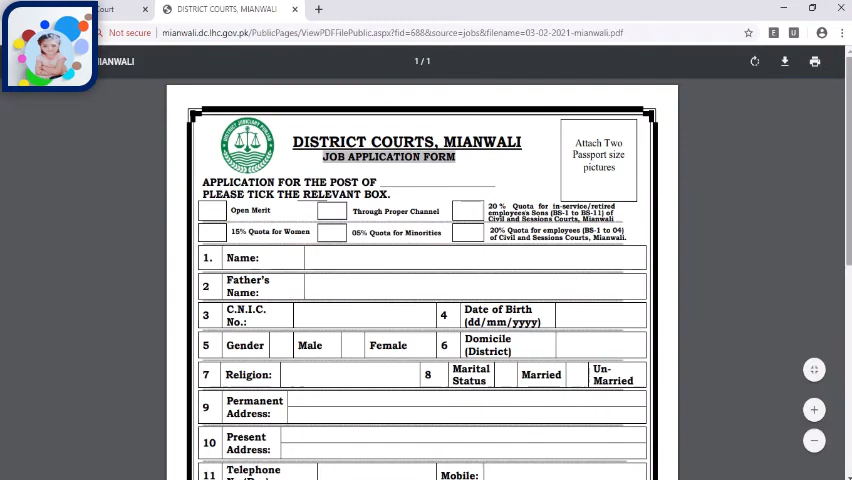 Court
DISTRICT COURTS, MIANWALI
Not secure
mianwali.dc.lhc.gov.pk/PublicPages/ViewPDFFilePublic.aspx?fid=688&source=jobs&filename=03-02-2021-mianwali.pdf
E U
IANWALI
1 / 1
DISTRICT COURTS, MIANWALI
JOB APPLICATION FORM
Attach Two
Passport size
pictures
APPLICATION FOR THE POST OF
PLEASE TICK THE RELEVANT BOX.
Open Merit
Through Proper Channel
20 % Quota for in-service/retired
employees's Sons (BS-1 to BS-11) of
Civil and Sessions Courts, Mianwali
15% Quota for Women
05% Quota for Minorities
20% Quota for employees (BS-1 to 04)
of Civil and Sessions Courts, Mianwali.
1. Name:
2 Father's
Name:
3 C.N.I.C.
No.:
4 Date of Birth
(dd/mm/yyyy)
5 Gender Male Female
6 Domicile
(District)
7 Religion:
8 Marital
Status
Married
Un-
Married
9 Permanent
Address:
10 Present
Address:
11 Telephone
Mobile: